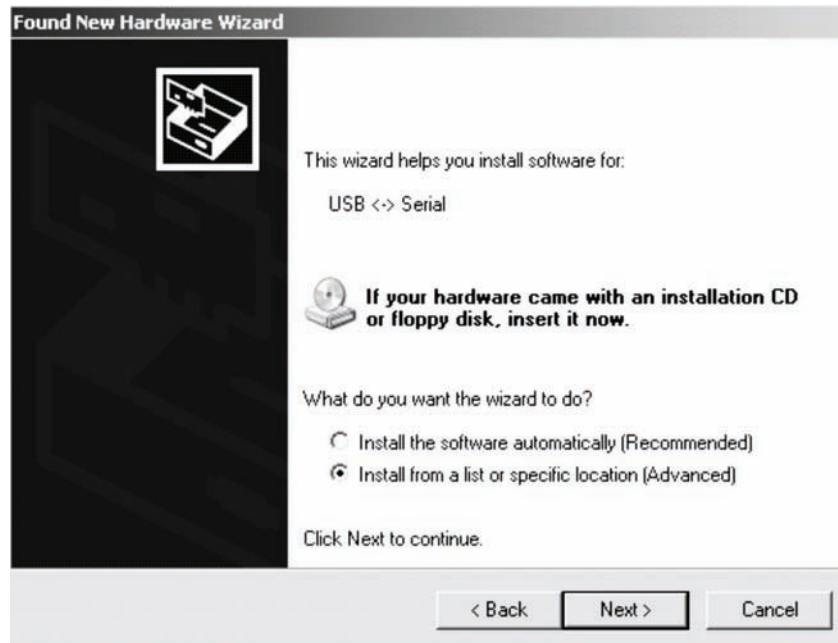 Found New Hardware Wizard
This wizard helps you install software for:
USB <-> Serial
If your hardware came with an installation CD
or floppy disk, insert it now.
What do you want the wizard to do?
Install the software automatically (Recommended)
Install from a list or specific location (Advanced)
Click Next to continue.
< Back
Next >
Cancel